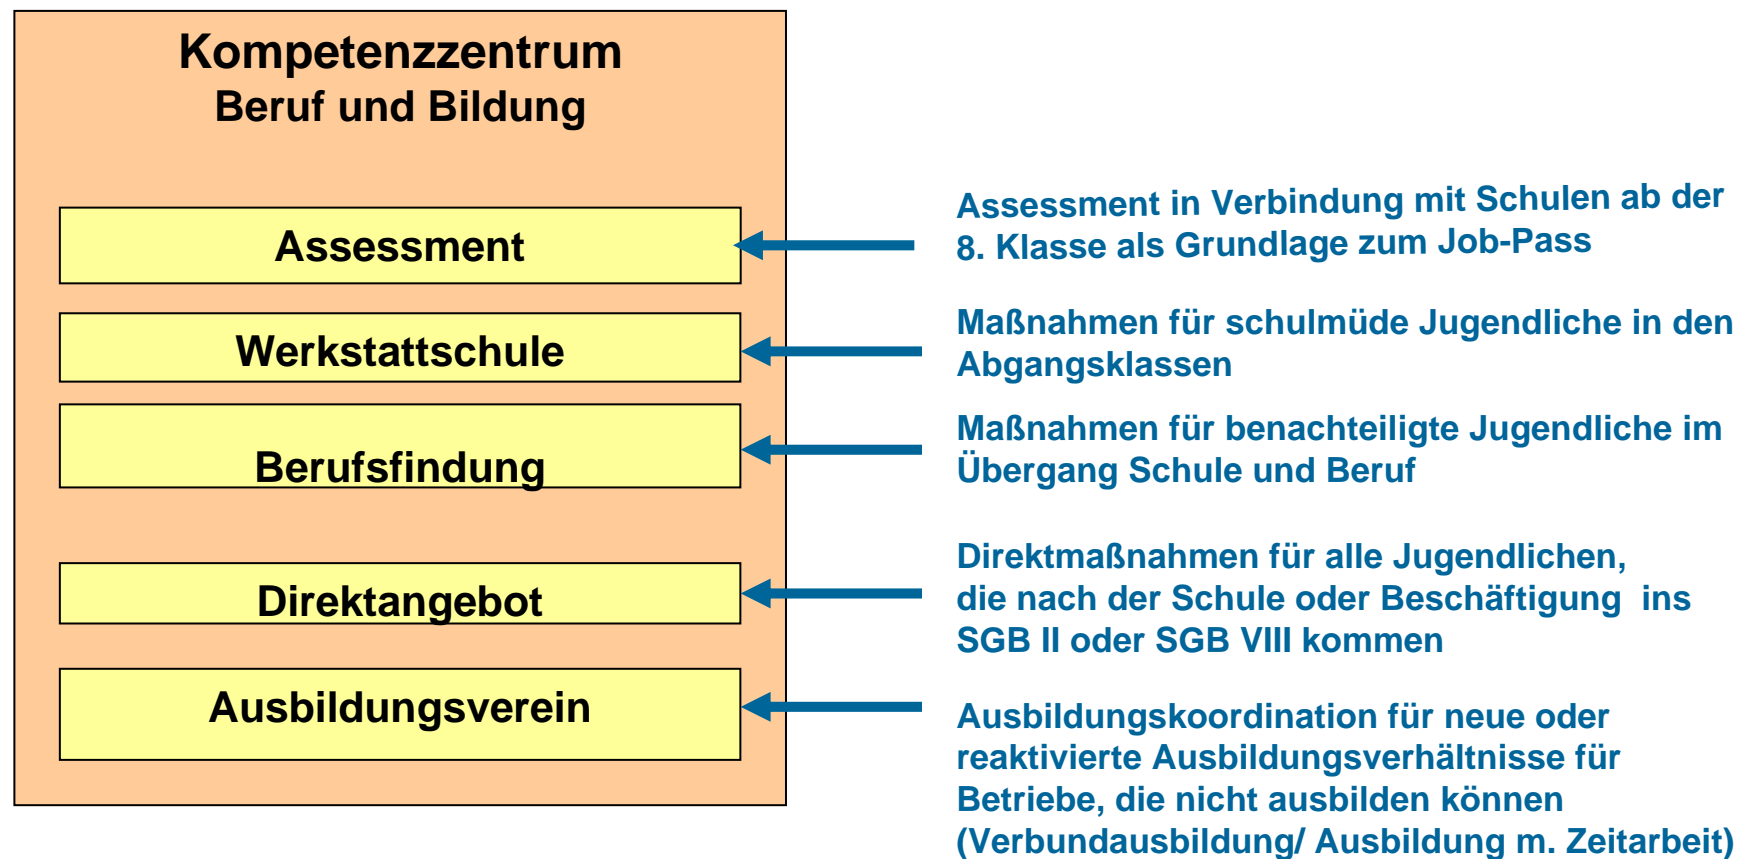 Kompetenzzentrum
Beruf und Bildung
Assessment
Assessment in Verbindung mit Schulen ab der
8. Klasse als Grundlage zum Job-Pass
Werkstattschule
Maßnahmen für schulmüde Jugendliche in den
Abgangsklassen
Berufsfindung
Maßnahmen für benachteiligte Jugendliche im
Übergang Schule und Beruf
Direktangebot
Direktmaßnahmen für alle Jugendlichen,
die nach der Schule oder Beschäftigung ins
SGB II oder SGB VIII kommen
Ausbildungsverein
Ausbildungskoordination für neue oder
reaktivierte Ausbildungsverhältnisse für
Betriebe, die nicht ausbilden können
(Verbundausbildung/ Ausbildung m. Zeitarbeit)